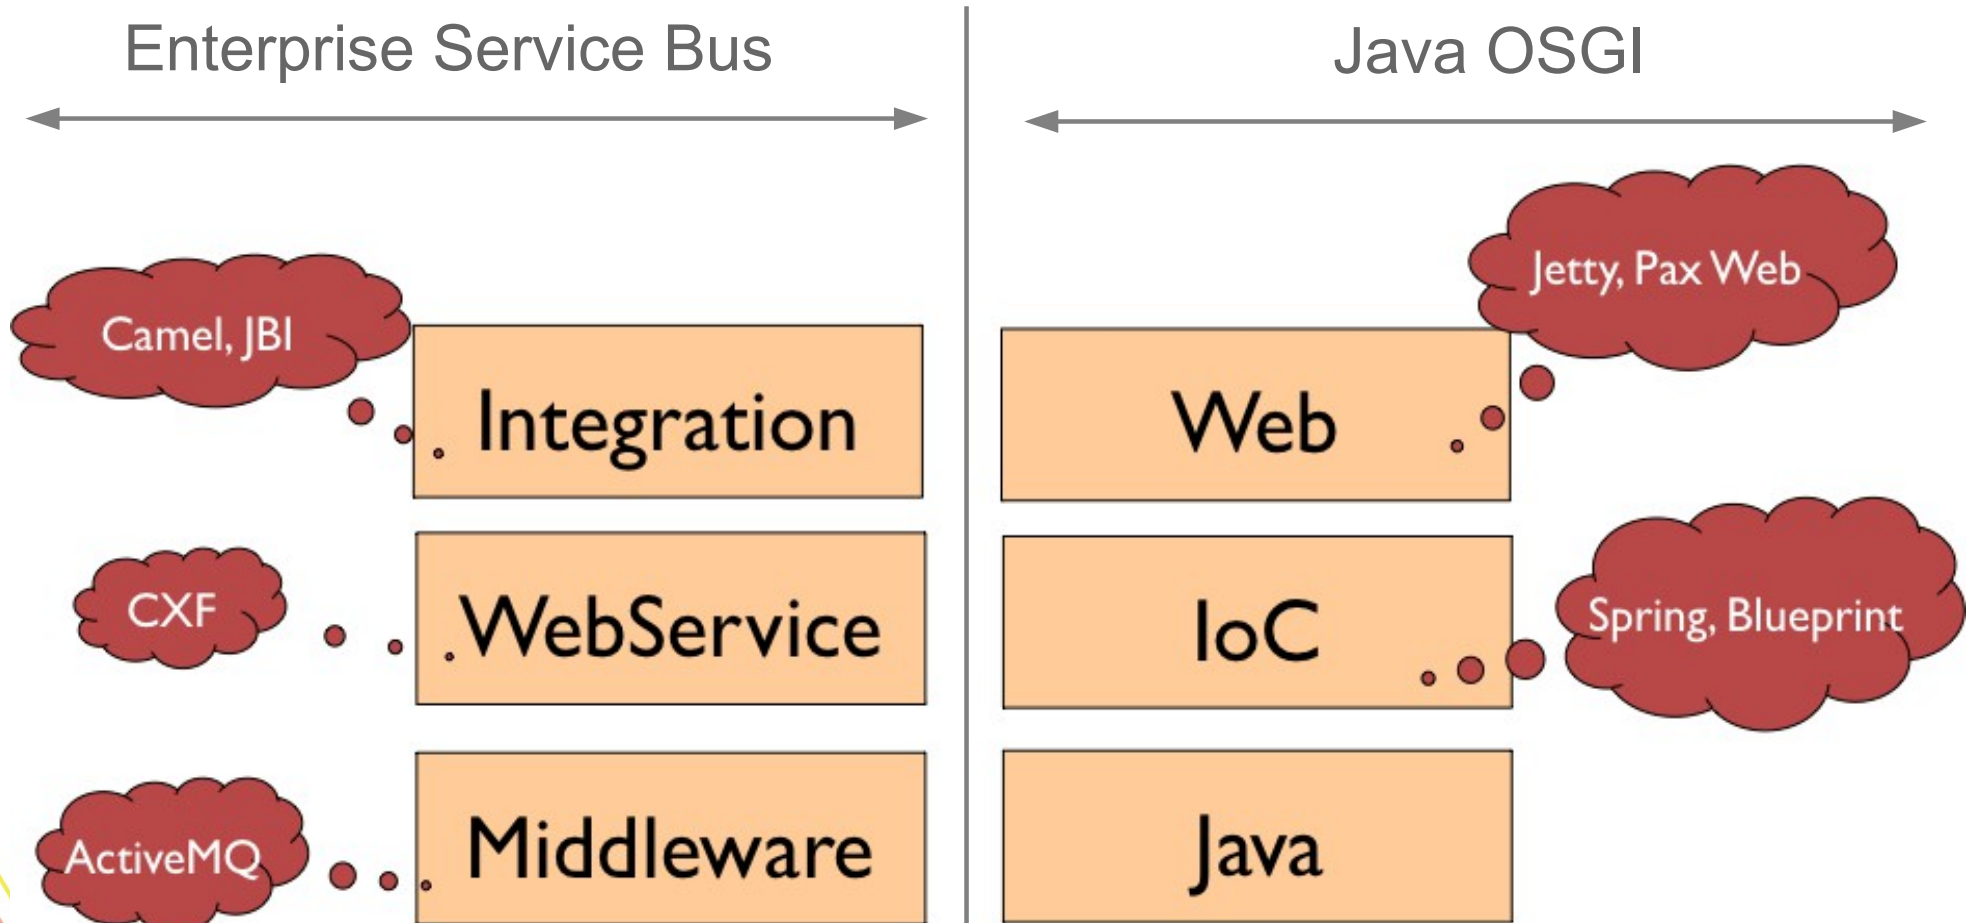 Enterprise Service Bus
Java OSGI
Camel, JBI
Integration
CXF
WebService
ActiveMQ
Middleware
Jetty, Pax Web
Web
IoC
Spring, Blueprint
Java